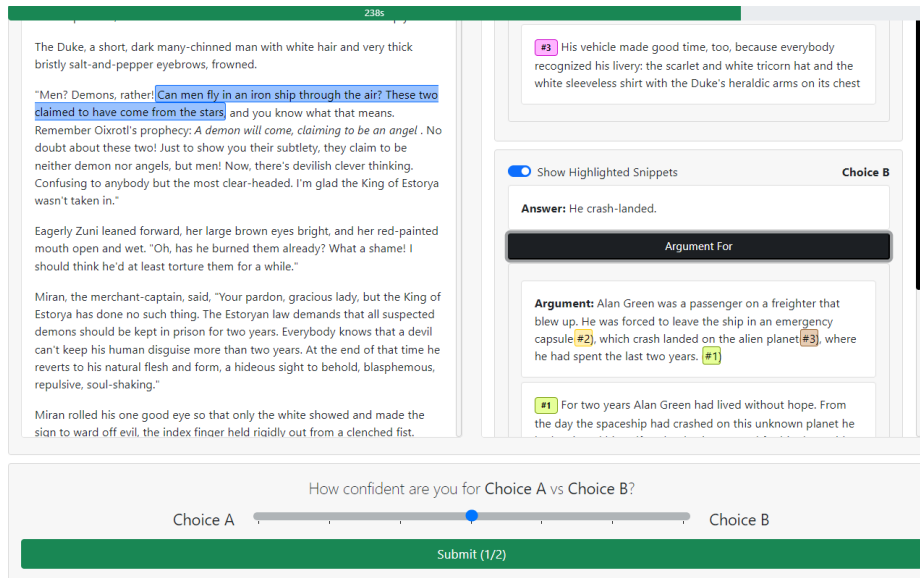 238s
The Duke, a short, dark many-chinned man with white hair and very thick
bristly salt-and-pepper eyebrows, frowned.
"Men? Demons, rather! Can men fly in an iron ship through the air? These two
claimed to have come from the stars, and you know what that means.
Remember Oixrotl's prophecy: A demon will come, claiming to be an angel . No
doubt about these two! Just to show you their subtlety, they claim to be
neither demon nor angels, but men! Now, there's devilish clever thinking.
Confusing to anybody but the most clear-headed. I'm glad the King of Estorya
wasn't taken in."
Eagerly Zuni leaned forward, her large brown eyes bright, and her red-painted
mouth open and wet. "Oh, has he burned them already? What a shame! I
should think he'd at least torture them for a while."
Miran, the merchant-captain, said, "Your pardon, gracious lady, but the King of
Estorya has done no such thing. The Estoryan law demands that all suspected
demons should be kept in prison for two years. Everybody knows that a devil
can't keep his human disguise more than two years. At the end of that time he
reverts to his natural flesh and form, a hideous sight to behold, blasphemous,
repulsive, soul-shaking."
Miran rolled his one good eye so that only the white showed and made the
sign to ward off evil, the index finger held rigidly out from a clenched fist.
#3 His vehicle made good time, too, because everybody
recognized his livery: the scarlet and white tricorn hat and the
white sleeveless shirt with the Duke's heraldic arms on its chest
Show Highlighted Snippets Choice B
Answer: He crash-landed.
Argument For
Argument: Alan Green was a passenger on a freighter that
blew up. He was forced to leave the ship in an emergency
capsule #2), which crash landed on the alien planet #3), where
he had spent the last two years. #1)
#1 For two years Alan Green had lived without hope. From
the day the spaceship had crashed on this unknown planet he
How confident are you for Choice A vs Choice B?
Choice A Choice B
Submit (1/2)